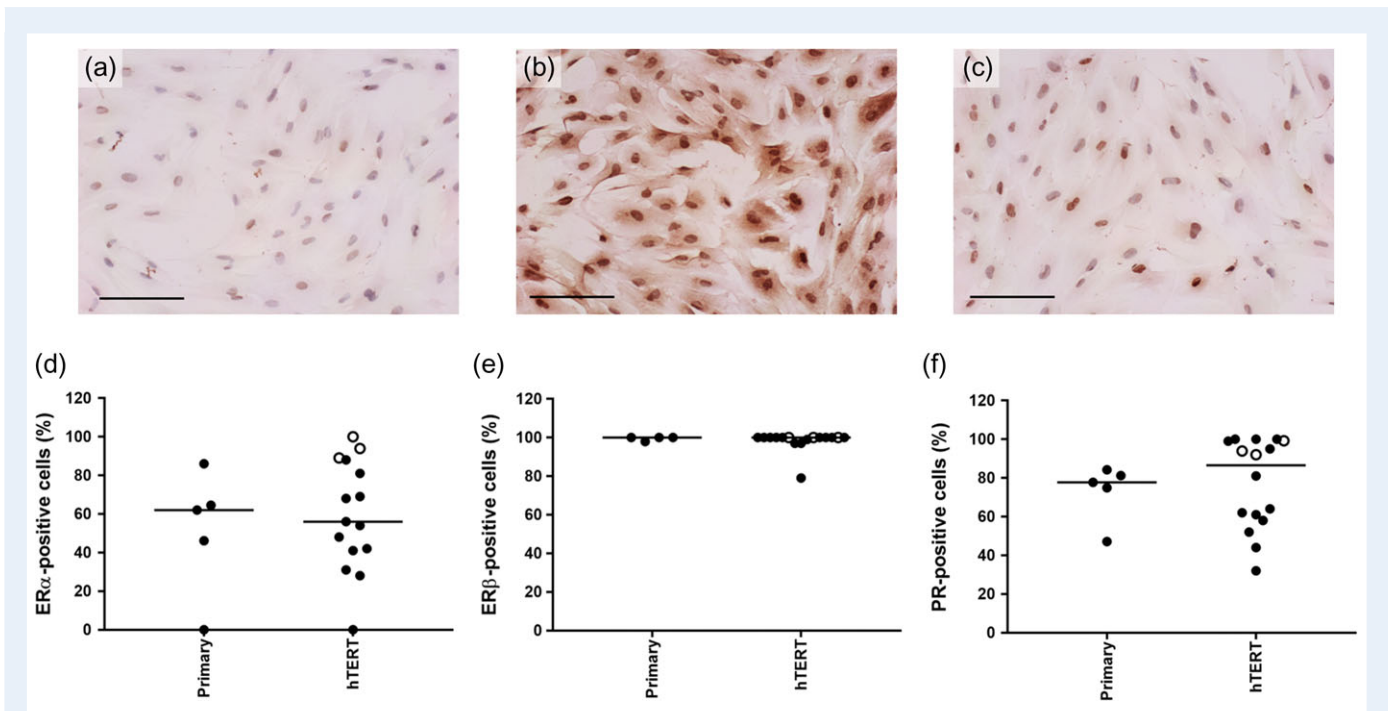 (a)
(b)
(c)
(d)
ERα-positive cells (%)
120
100
80
60
40
20
0
Primary
hTERT
(e)
ERβ-positive cells (%)
120
100
80
60
40
20
0
Primary
hTERT
(f)
PR-positive cells (%)
120
100
80
60
40
20
0
Primary
hTERT